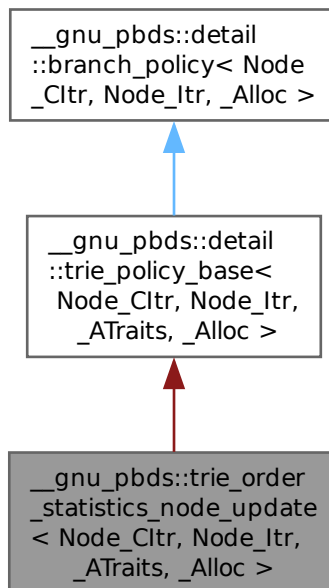 __gnu_pbds::detail
::branch_policy< Node
_CItr, Node_Itr, _Alloc >
__gnu_pbds::detail
::trie_policy_base<
Node_CItr, Node_Itr,
_ATraits, _Alloc >
__gnu_pbds::trie_order
_statistics_node_update
< Node_CItr, Node_Itr,
_ATraits, _Alloc >